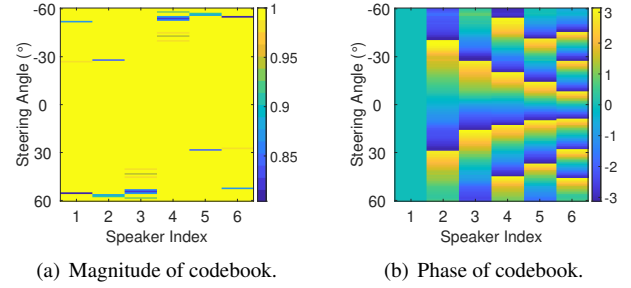 -60
-30
0
30
60
Steering Angle (°)
1 2 3 4 5 6
Speaker Index
1
0.95
0.9
0.85
(a) Magnitude of codebook.
-60
-30
0
30
60
Steering Angle (°)
1 2 3 4 5 6
Speaker Index
3
2
1
0
-1
-2
-3
(b) Phase of codebook.